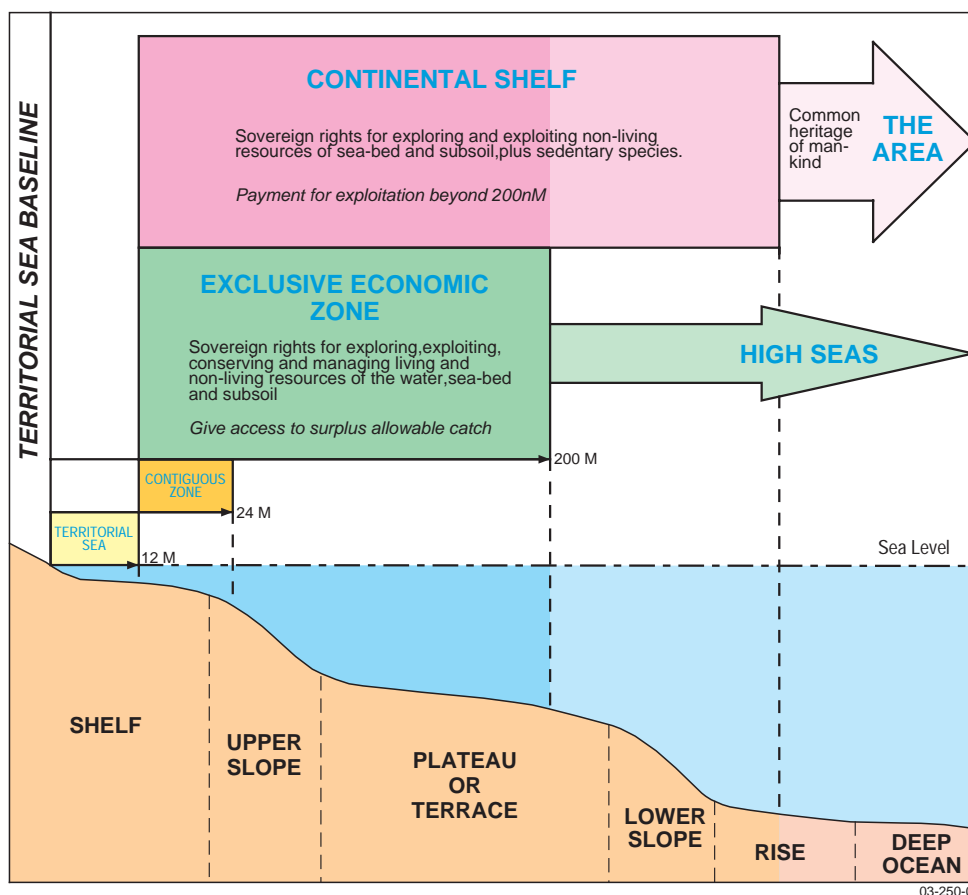 TERRITORIAL SEA BASELINE
CONTINENTAL SHELF
Sovereign rights for exploring and exploiting non-living
resources of sea-bed and subsoil,plus sedentary species.
Payment for exploitation beyond 200nM
Common
heritage
of man-
kind
THE
AREA
EXCLUSIVE ECONOMIC
ZONE
Sovereign rights for exploring,exploiting,
conserving and managing living and
non-living resources of the water,sea-bed
and subsoil
Give access to surplus allowable catch
HIGH SEAS
200 M
CONTIGUOUS
ZONE
24 M
TERRITORIAL
SEA
12 M
Sea Level
SHELF
UPPER
SLOPE
PLATEAU
OR
TERRACE
LOWER
SLOPE
RISE
DEEP
OCEAN